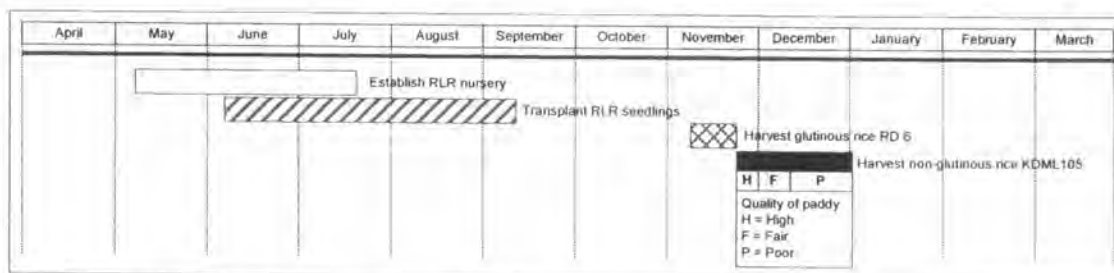 April May June July August September October November December January February March
Establish RLR nursery
Transplant RLR seedlings
Harvest glutinous rice RD 6
Harvest non-glutinous rice KDML105
H F P
Quality of paddy
H = High
F = Fair
P = Poor